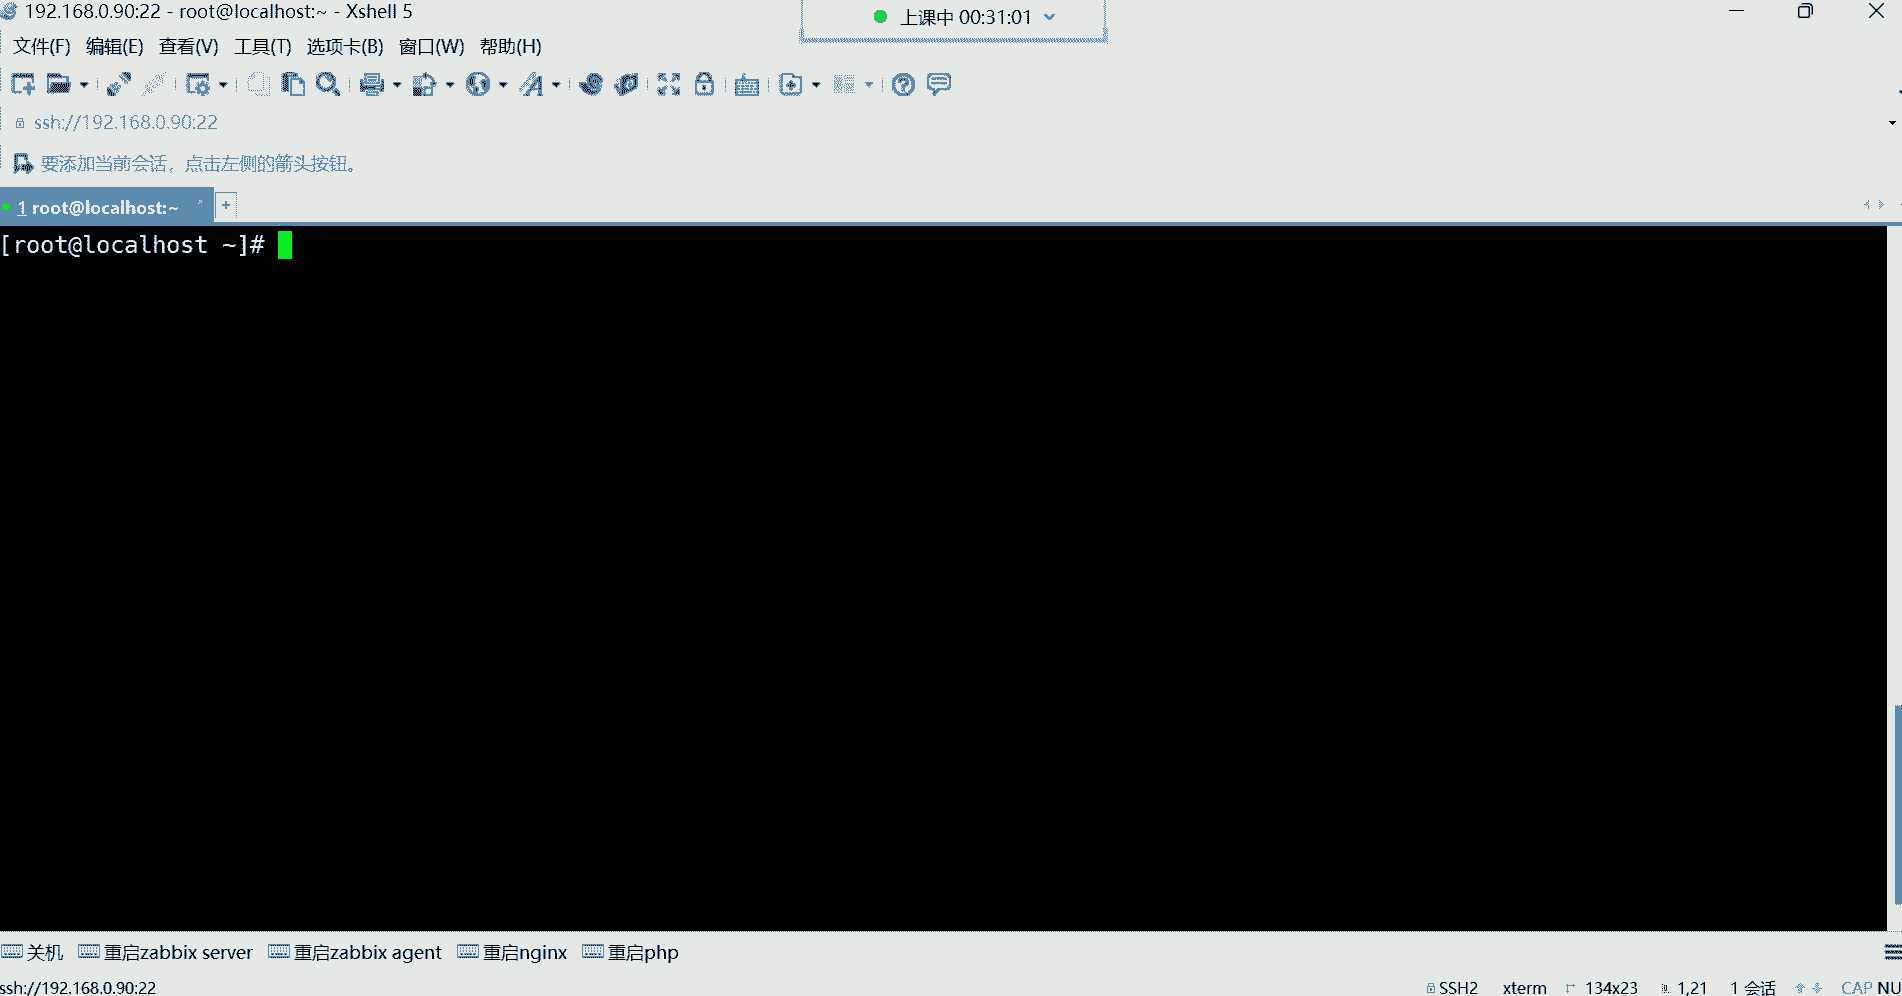 192.168.0.90:22 - root@localhost:~ - Xshell 5
上课中 00:31:01
文件(F) 编辑(E) 查看(V) 工具(T) 选项卡(B) 窗口(W) 帮助(H)
ssh://192.168.0.90:22
要添加当前会话，点击左侧的箭头按钮。
1 root@localhost:~
[root@localhost ~]#
关机 重启zabbix server 重启zabbix agent 重启nginx 重启php
ssh://192.168.0.90:22 SSH2 xterm 134x23 1,21 1 会话 CAP NU